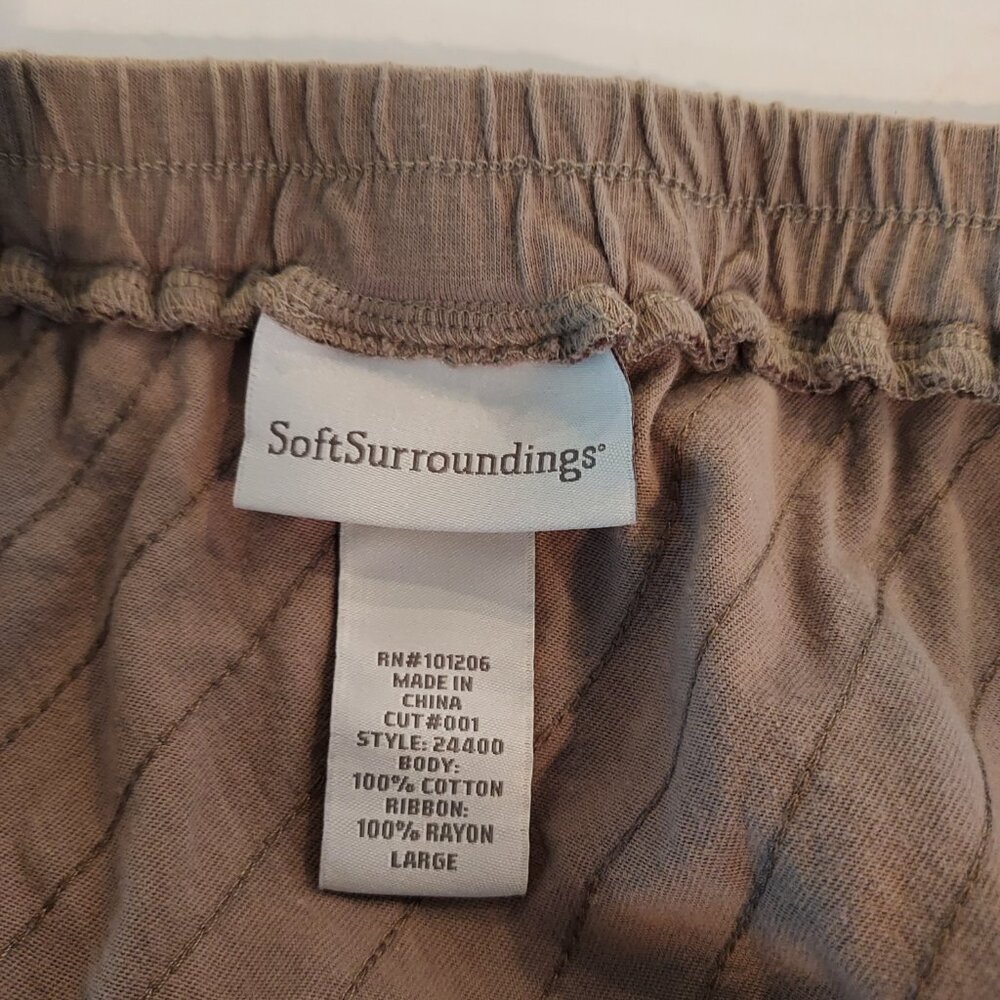 SoftSurroundings®
RN#101206
MADE IN
CHINA
CUT#001
STYLE: 24400
BODY:
100% COTTON
RIBBON:
100% RAYON
LARGE